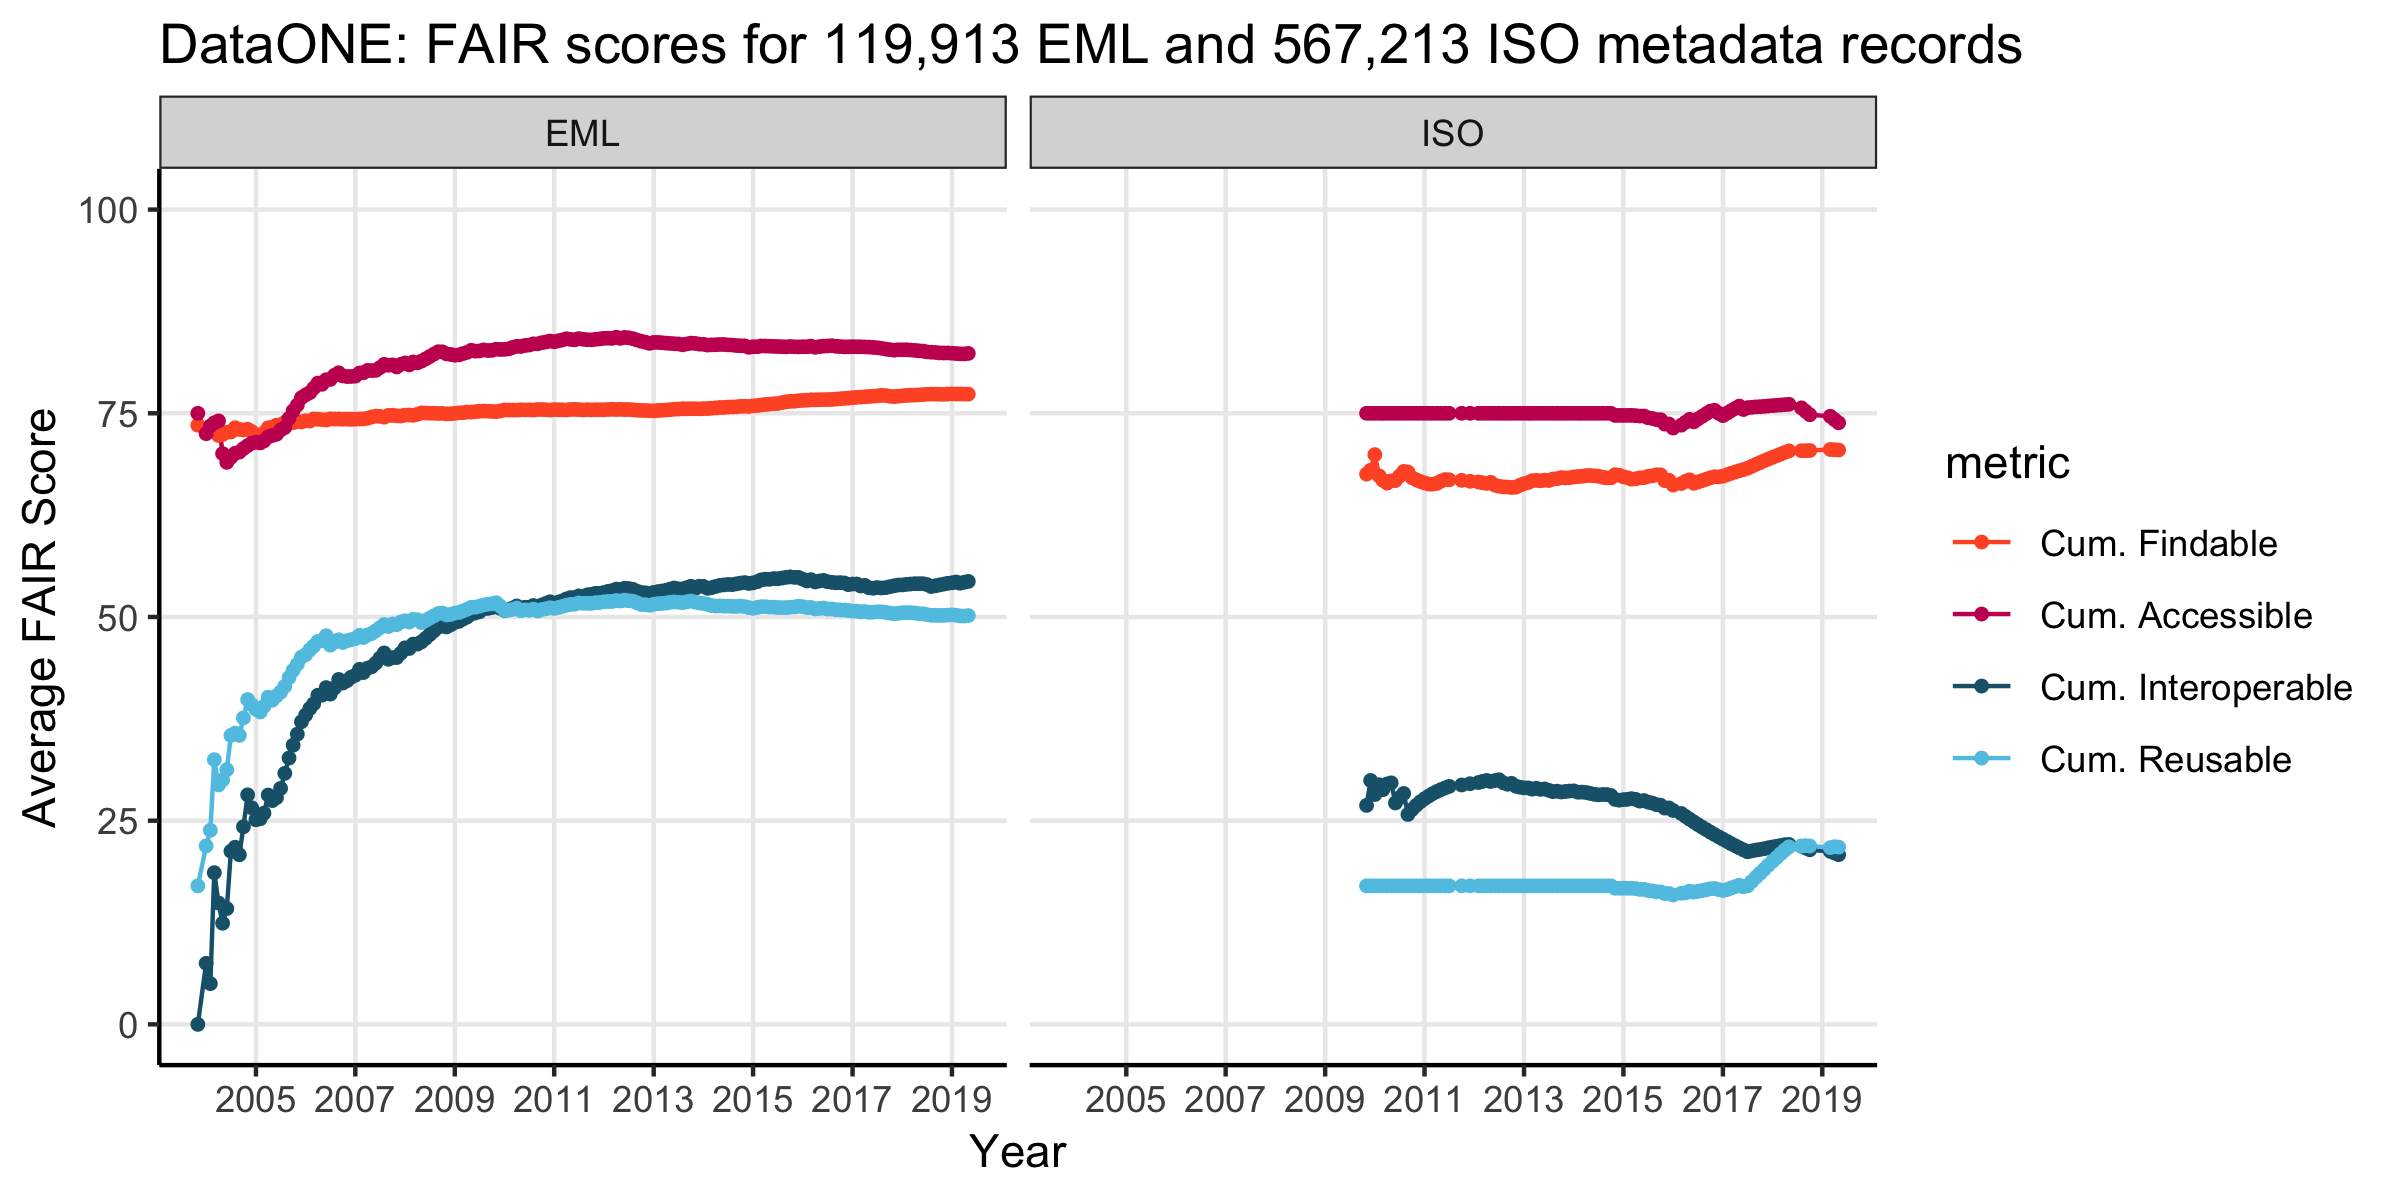 DataONE: FAIR scores for 119,913 EML and 567,213 ISO metadata records
EML
ISO
Average FAIR Score
100
75
50
25
0
2005 2007 2009 2011 2013 2015 2017 2019
2005 2007 2009 2011 2013 2015 2017 2019
Year
metric
Cum. Findable
Cum. Accessible
Cum. Interoperable
Cum. Reusable